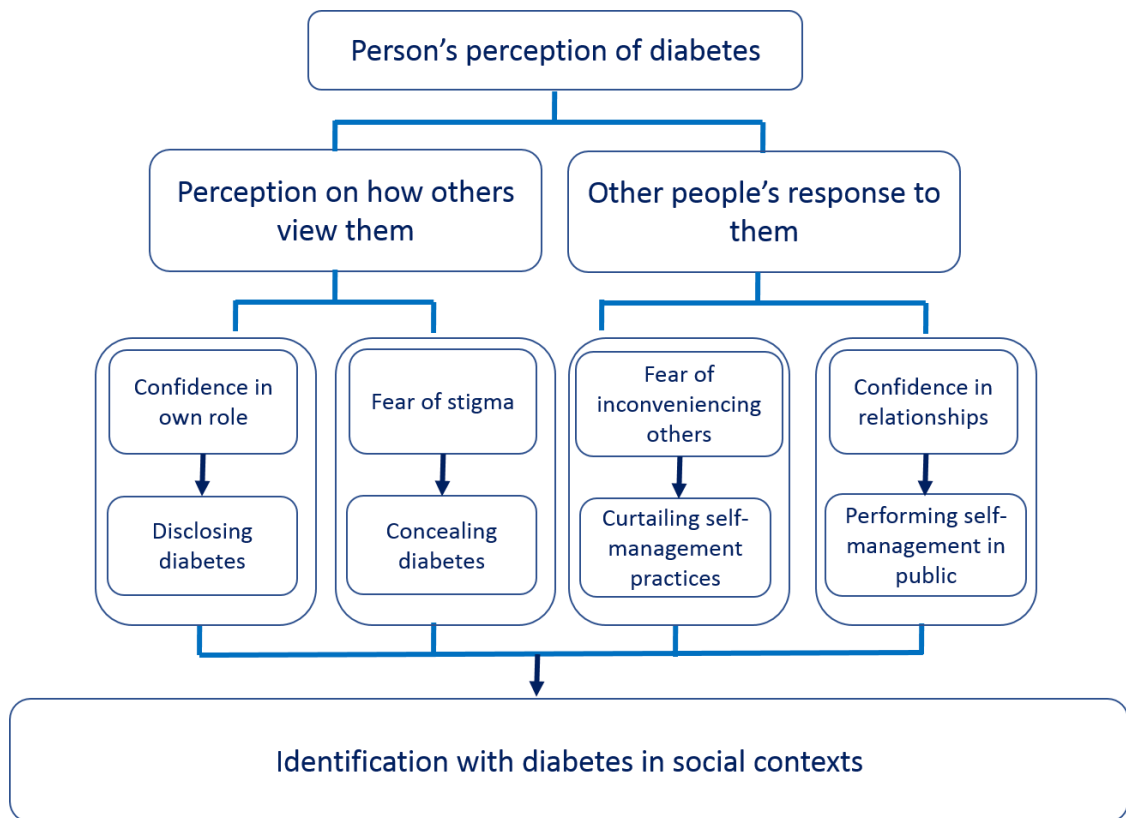 Person’s perception of diabetes
Perception on how others
view them
Other people’s response to
them
Confidence in
own role
Fear of stigma
Fear of
inconveniencing
others
Confidence in
relationships
Disclosing
diabetes
Concealing
diabetes
Curtailing self-
management
practices
Performing self-
management in
public
Identification with diabetes in social contexts